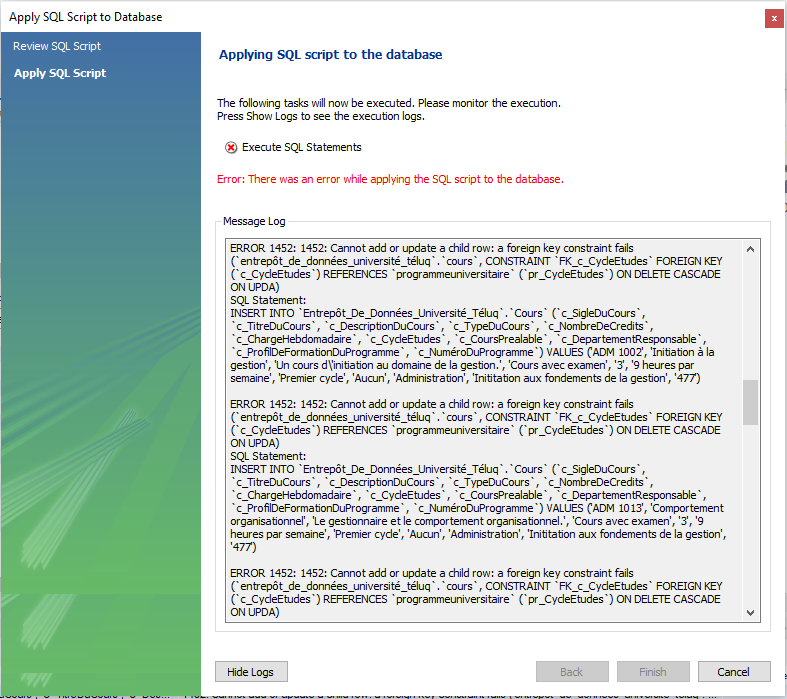 Apply SQL Script to Database
x
Review SQL Script
Apply SQL Script
Applying SQL script to the database
The following tasks will now be executed. Please monitor the execution.
Press Show Logs to see the execution logs.
Execute SQL Statements
Error: There was an error while applying the SQL script to the database.
Message Log
ERROR 1452: 1452: Cannot add or update a child row: a foreign key constraint fails
(`entrepôt_de_données_université_téluq`.`cours`, CONSTRAINT `FK_c_CycleEtudes` FOREIGN KEY
(`c_CycleEtudes`) REFERENCES `programmeuniversitaire` (`pr_CycleEtudes`) ON DELETE CASCADE
ON UPDA)
SQL Statement:
INSERT INTO `Entrepôt_De_Données_Université_Téluq`.`Cours` (`c_SigleDuCours`,
`c_TitreDuCours`, `c_DescriptionDuCours`, `c_TypeDuCours`, `c_NombreDeCredits`,
`c_ChargeHebdomadaire`, `c_CycleEtudes`, `c_CoursPrealable`, `c_DepartementResponsable`,
`c_ProfilDeFormationDuProgramme`, `c_NuméroDuProgramme`) VALUES ('ADM 1002', 'Initiation à la
gestion', 'Un cours d\'initiation au domaine de la gestion.', 'Cours avec examen', '3', '9 heures par
semaine', 'Premier cycle', 'Aucun', 'Administration', 'Inititation aux fondements de la gestion', '477')
ERROR 1452: 1452: Cannot add or update a child row: a foreign key constraint fails
(`entrepôt_de_données_université_téluq`.`cours`, CONSTRAINT `FK_c_CycleEtudes` FOREIGN KEY
(`c_CycleEtudes`) REFERENCES `programmeuniversitaire` (`pr_CycleEtudes`) ON DELETE CASCADE
ON UPDA)
SQL Statement:
INSERT INTO `Entrepôt_De_Données_Université_Téluq`.`Cours` (`c_SigleDuCours`,
`c_TitreDuCours`, `c_DescriptionDuCours`, `c_TypeDuCours`, `c_NombreDeCredits`,
`c_ChargeHebdomadaire`, `c_CycleEtudes`, `c_CoursPrealable`, `c_DepartementResponsable`,
`c_ProfilDeFormationDuProgramme`, `c_NuméroDuProgramme`) VALUES ('ADM 1013', 'Comportement
organisationnel', 'Le gestionnaire et le comportement organisationnel.', 'Cours avec examen', '3', '9
heures par semaine', 'Premier cycle', 'Aucun', 'Administration', 'Inititation aux fondements de la gestion',
'477')
ERROR 1452: 1452: Cannot add or update a child row: a foreign key constraint fails
(`entrepôt_de_données_université_téluq`.`cours`, CONSTRAINT `FK_c_CycleEtudes` FOREIGN KEY
(`c_CycleEtudes`) REFERENCES `programmeuniversitaire` (`pr_CycleEtudes`) ON DELETE CASCADE
ON UPDA)
Hide Logs
Back
Finish
Cancel